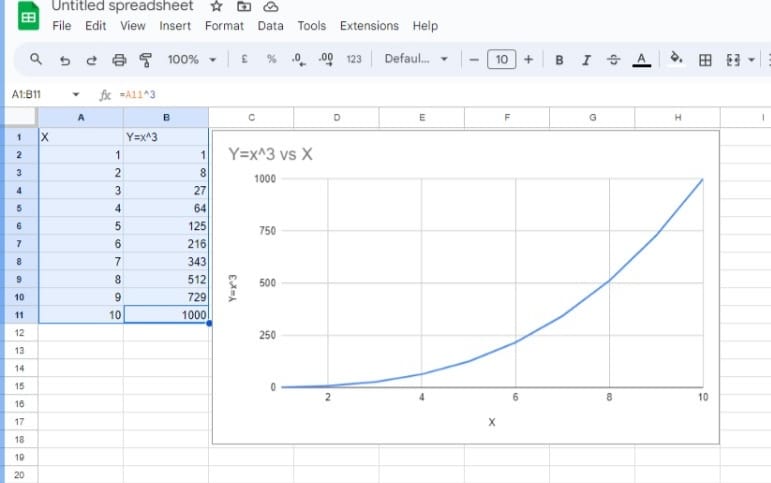 Untitled spreadsheet
File Edit View Insert Format Data Tools Extensions Help
100% £ % .0 .00 123 Defaul... - 10 + B I S A
A1:B11 fx =A11^3
A B C D E F G H I
1 X Y=x^3
2 1 1
3 2 8
4 3 27
5 4 64
6 5 125
7 6 216
8 7 343
9 8 512
10 9 729
11 10 1000
12
13
14
15
16
17
18
19
20
Y=x^3 vs X
1000
750
500
250
0
Y=x^3
2 4 6 8 10
X